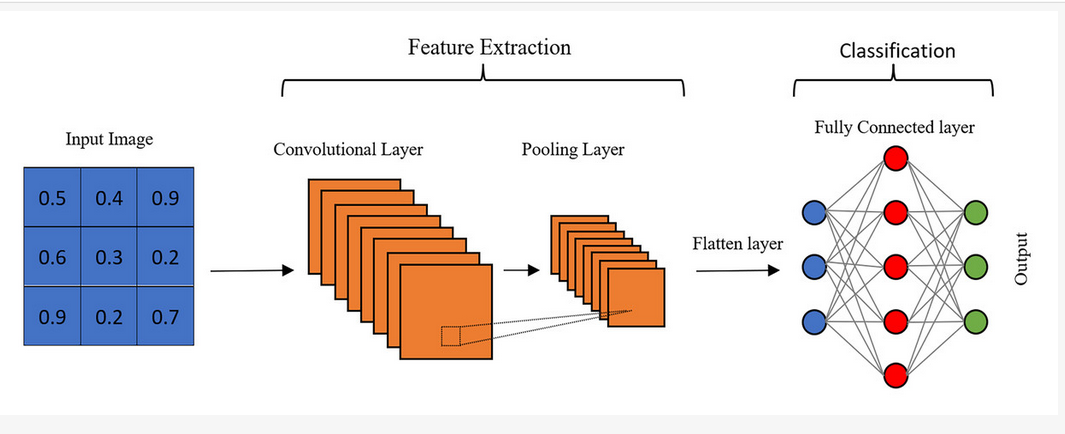 Feature Extraction
Classification
Input Image
Convolutional Layer
Pooling Layer
Fully Connected layer
0.5 0.4 0.9
0.6 0.3 0.2
0.9 0.2 0.7
Flatten layer
Output